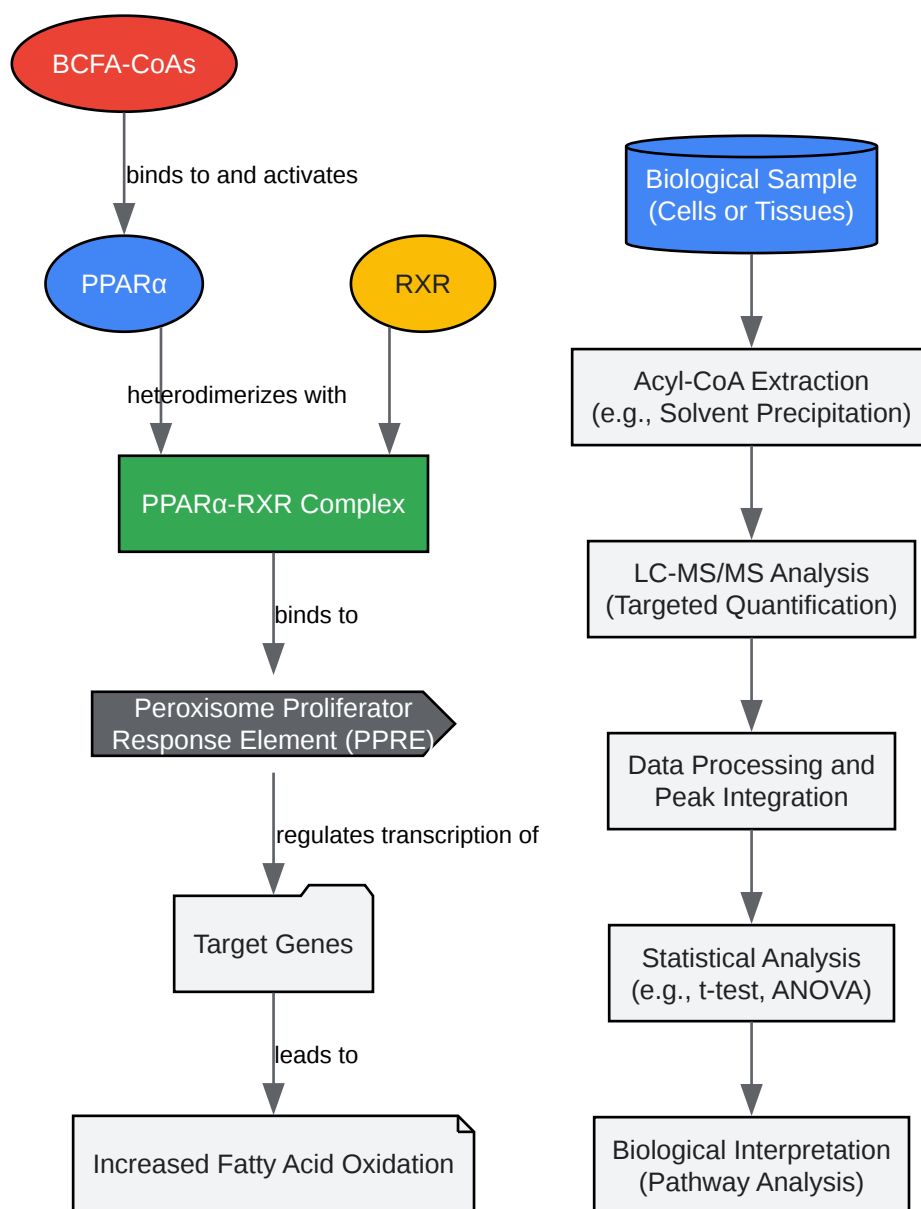 BCFA-CoAs
binds to and activates
PPARα
RXR
heterodimerizes with
PPARα-RXR Complex
binds to
Peroxisome Proliferator
Response Element (PPRE)
regulates transcription of
Target Genes
leads to
Increased Fatty Acid Oxidation
Biological Sample
(Cells or Tissues)
Acyl-CoA Extraction
(e.g., Solvent Precipitation)
LC-MS/MS Analysis
(Targeted Quantification)
Data Processing and
Peak Integration
Statistical Analysis
(e.g., t-test, ANOVA)
Biological Interpretation
(Pathway Analysis)